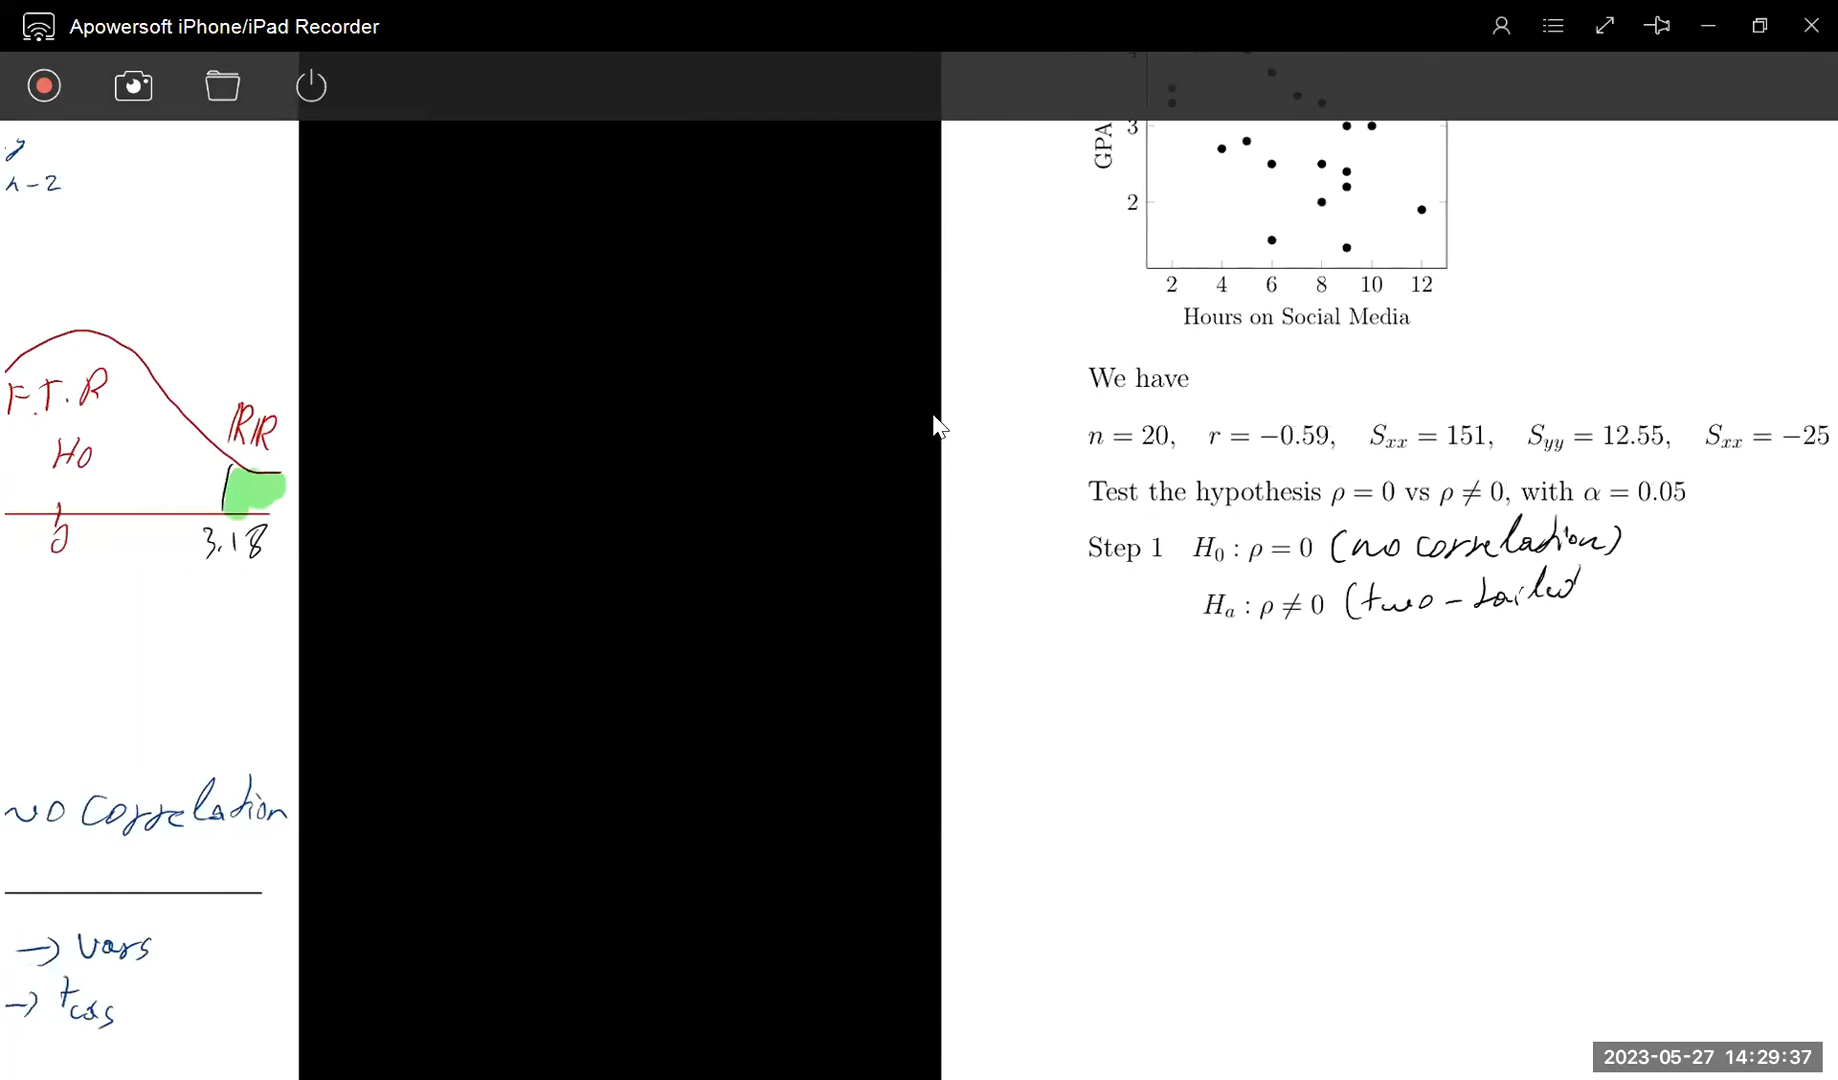 Apowersoft iPhone/iPad Recorder
n-2
F.T.R
H0
RR
0
3.18
no correlation
→ Vars
→ tcds
GPA
3
2
2 4 6 8 10 12
Hours on Social Media
We have
n = 20, r = −0.59, Sxx = 151, Syy = 12.55, Sxx = −25
Test the hypothesis ρ = 0 vs ρ ≠ 0, with α = 0.05
Step 1 H0 : ρ = 0 (no correlation)
Ha : ρ ≠ 0 (two-tailed
2023-05-27 14:29:37